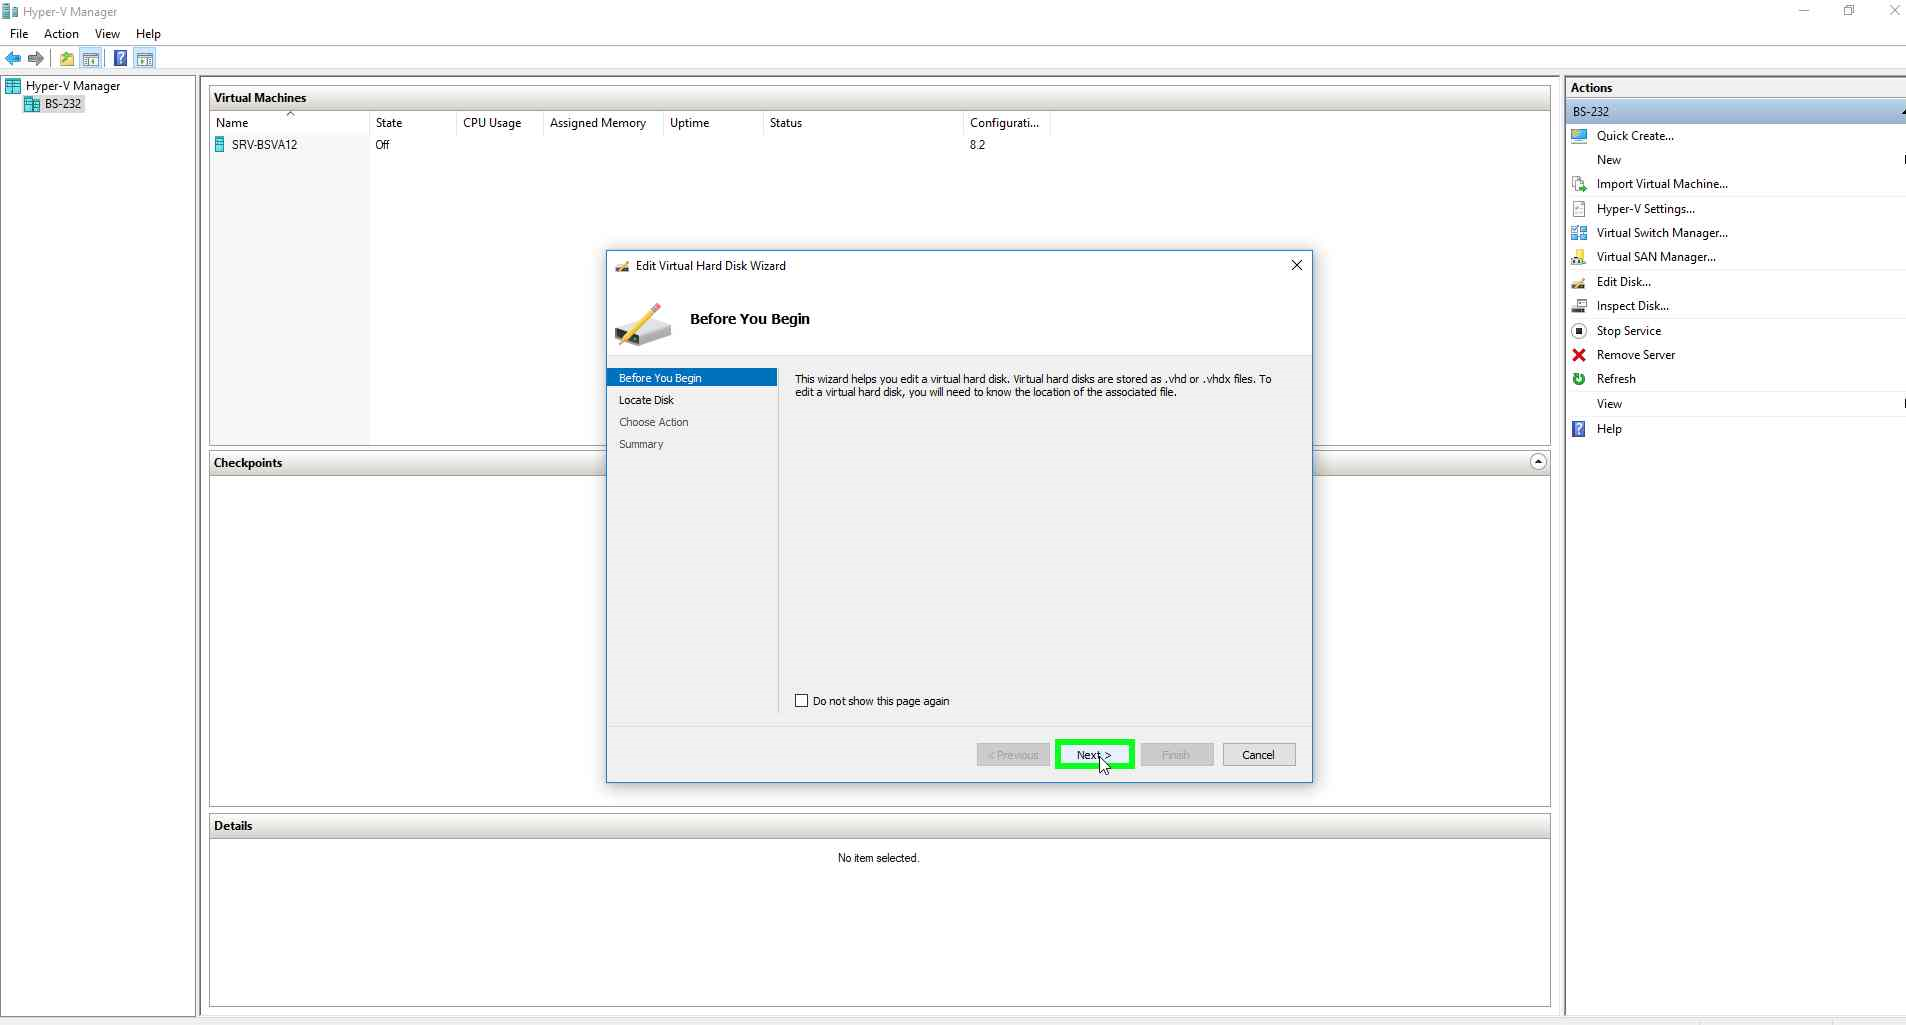 Hyper-V Manager
File Action View Help
Hyper-V Manager
BS-232
Virtual Machines
Name State CPU Usage Assigned Memory Uptime Status Configurati...
SRV-BSVA12 Off 8.2
Edit Virtual Hard Disk Wizard
Before You Begin
Before You Begin
Locate Disk
Choose Action
Summary
This wizard helps you edit a virtual hard disk. Virtual hard disks are stored as .vhd or .vhdx files. To
edit a virtual hard disk, you will need to know the location of the associated file.
Do not show this page again
< Previous Next > Finish Cancel
Checkpoints
Details
No item selected.
Actions
BS-232
Quick Create...
New
Import Virtual Machine...
Hyper-V Settings...
Virtual Switch Manager...
Virtual SAN Manager...
Edit Disk...
Inspect Disk...
Stop Service
Remove Server
Refresh
View
Help